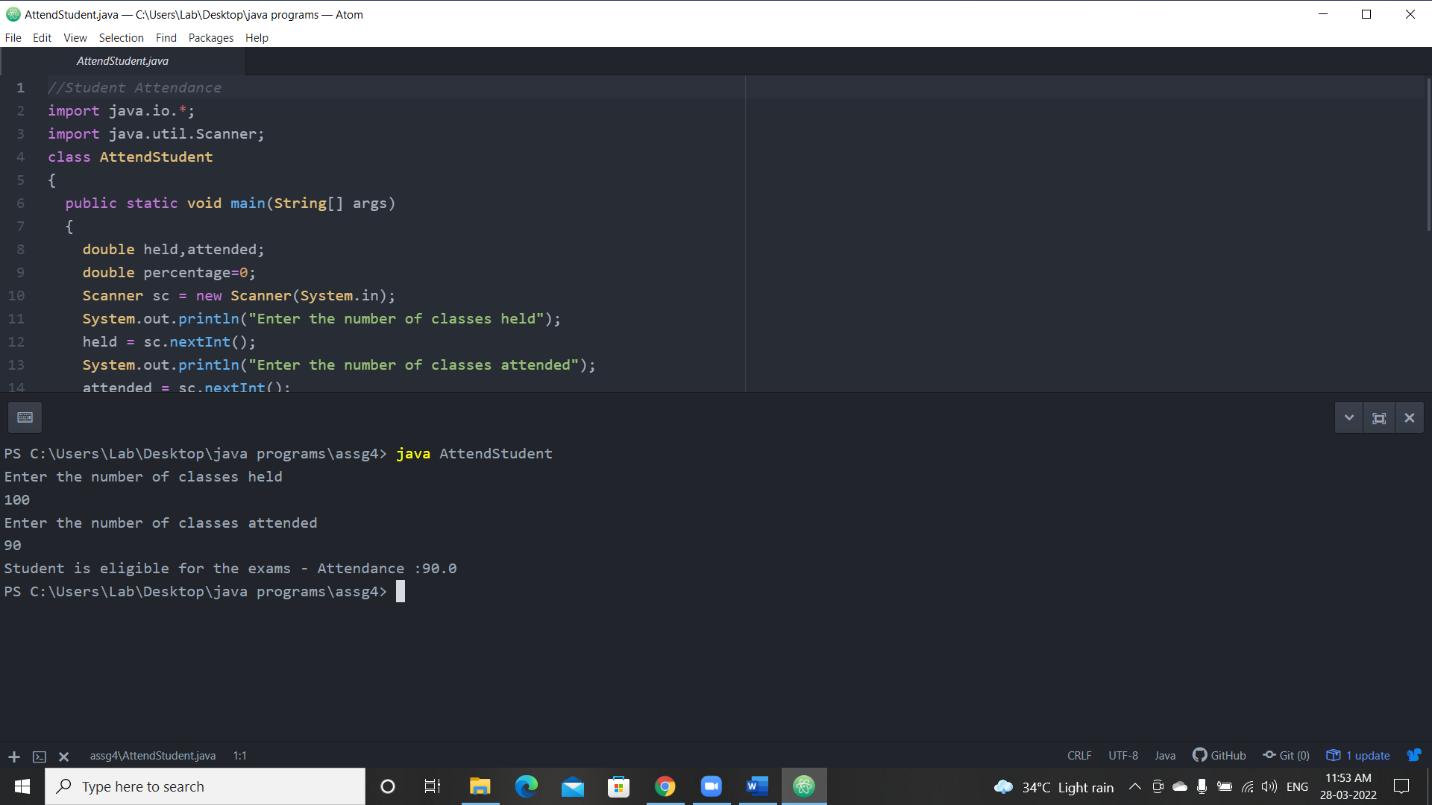 AttendStudent.java — C:\Users\Lab\Desktop\java programs — Atom
File Edit View Selection Find Packages Help
AttendStudent.java
1 //Student Attendance
2 import java.io.*;
3 import java.util.Scanner;
4 class AttendStudent
5 {
6 public static void main(String[] args)
7 {
8 double held,attended;
9 double percentage=0;
10 Scanner sc = new Scanner(System.in);
11 System.out.println("Enter the number of classes held");
12 held = sc.nextInt();
13 System.out.println("Enter the number of classes attended");
14 attended = sc.nextInt();
PS C:\Users\Lab\Desktop\java programs\assg4> java AttendStudent
Enter the number of classes held
100
Enter the number of classes attended
90
Student is eligible for the exams - Attendance :90.0
PS C:\Users\Lab\Desktop\java programs\assg4>
assg4\AttendStudent.java 1:1 CRLF UTF-8 Java GitHub Git (0) 1 update
Type here to search 34°C Light rain ENG 11:53 AM
28-03-2022